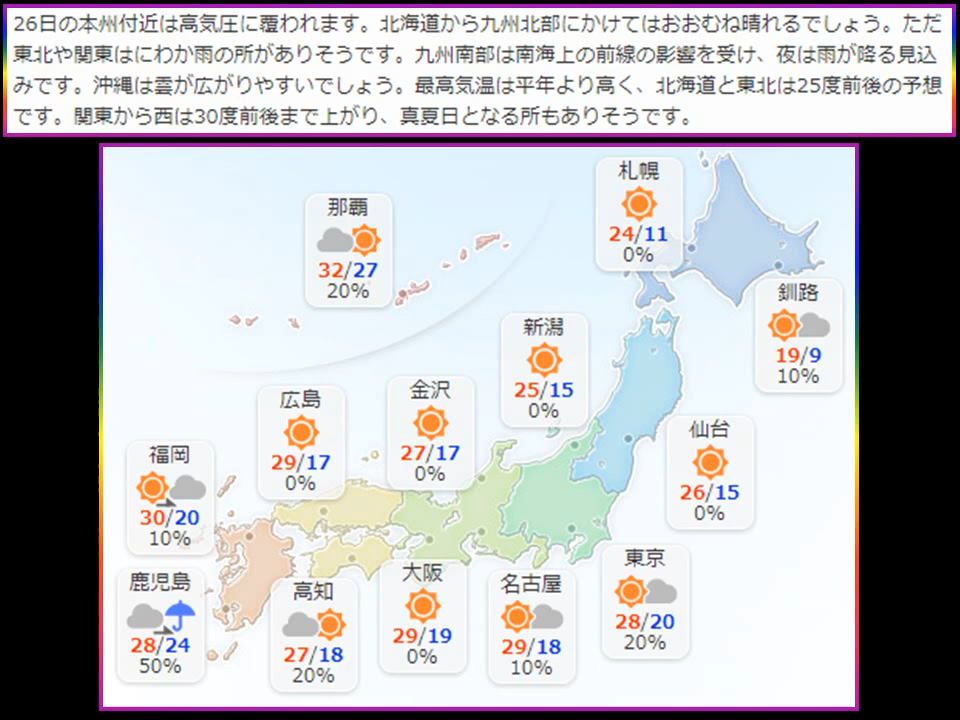 26日の本州付近は高気圧に覆われます。北海道から九州北部にかけてはおおむね晴れるでしょう。ただ
東北や関東はにわか雨の所がありそうです。九州南部は南海上の前線の影響を受け、夜は雨が降る見込
みです。沖縄は雲が広がりやすいでしょう。最高気温は平年より高く、北海道と東北は25度前後の予想
です。関東から西は30度前後まで上がり、真夏日となる所もありそうです。
札幌
24/11
0%
那覇
32/27
20%
釧路
19/9
10%
新潟
25/15
0%
金沢
27/17
0%
広島
29/17
0%
仙台
26/15
0%
福岡
30/20
10%
東京
28/20
20%
大阪
29/19
0%
名古屋
29/18
10%
鹿児島
28/24
50%
高知
27/18
20%